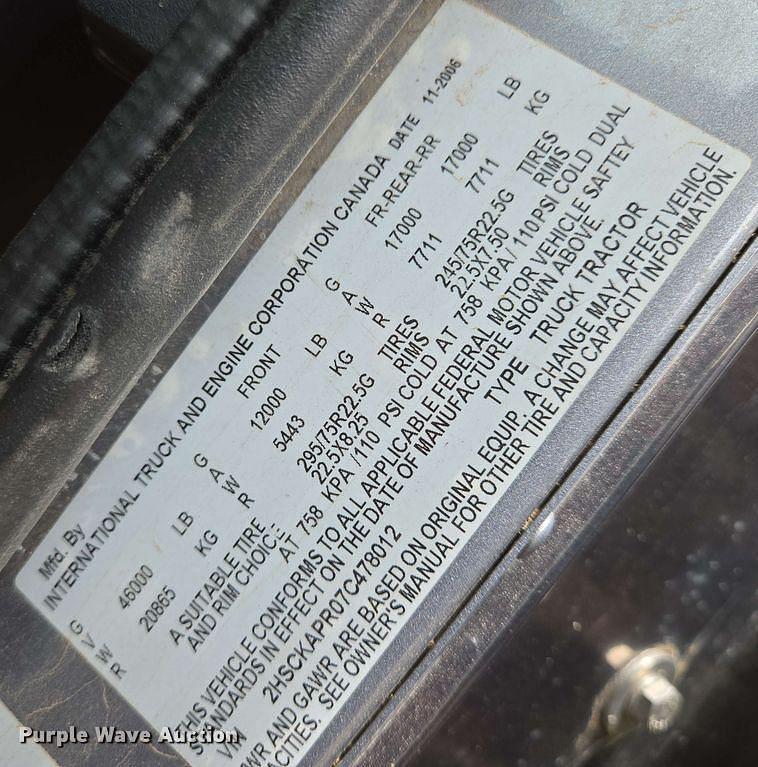 Mfd. By
INTERNATIONAL TRUCK AND ENGINE CORPORATION CANADA DATE 11-2006
FRONT FR-REAR-RR
G 46000 LB G 12000 LB G 17000 17000 LB
V A A
W 20865 KG W 5443 KG W 7711 7711 KG
R R R
A SUITABLE TIRE 295/75R22.5G TIRES 245/75R22.5G TIRES
AND RIM CHOICE 22.5X8.25 RIMS 22.5X7.50 RIMS
AT 758 KPA /110 PSI COLD AT 758 KPA / 110PSI COLD DUAL
THIS VEHICLE CONFORMS TO ALL APPLICABLE FEDERAL MOTOR VEHICLE SAFTEY
STANDARDS IN EFFECT ON THE DATE OF MANUFACTURE SHOWN ABOVE.
VIN 2HSCKAPR07C478012 TYPE TRUCK TRACTOR
GVWR AND GAWR ARE BASED ON ORIGINAL EQUIP. A CHANGE MAY AFFECT VEHICLE
CAPACITIES. SEE OWNER'S MANUAL FOR OTHER TIRE AND CAPACITY INFORMATION.
Purple Wave Auction